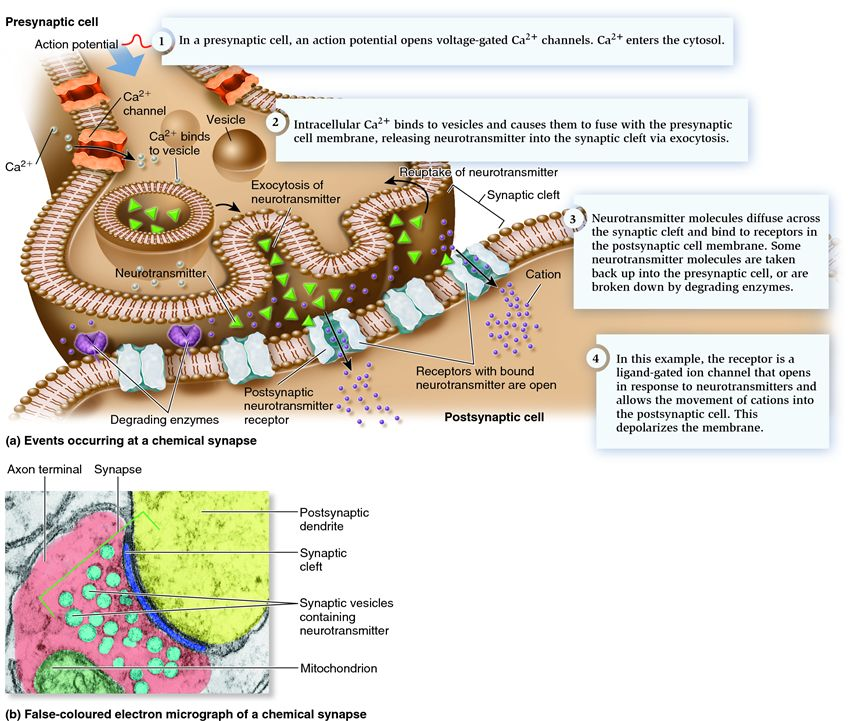 Presynaptic cell
Action potential
1 In a presynaptic cell, an action potential opens voltage-gated Ca2+ channels. Ca2+ enters the cytosol.
Ca2+
channel
Ca2+
2 Intracellular Ca2+ binds to vesicles and causes them to fuse with the presynaptic
cell membrane, releasing neurotransmitter into the synaptic cleft via exocytosis.
Vesicle
Ca2+ binds
to vesicle
Exocytosis of
neurotransmitter
Reuptake of neurotransmitter
Synaptic cleft
3 Neurotransmitter molecules diffuse across
the synaptic cleft and bind to receptors in
the postsynaptic cell membrane. Some
neurotransmitter molecules are taken
back up into the presynaptic cell, or are
broken down by degrading enzymes.
Neurotransmitter
Cation
4 In this example, the receptor is a
ligand-gated ion channel that opens
in response to neurotransmitters and
allows the movement of cations into
the postsynaptic cell. This
depolarizes the membrane.
Receptors with bound
neurotransmitter are open
Postsynaptic
neurotransmitter
receptor
Degrading enzymes
Postsynaptic cell
(a) Events occurring at a chemical synapse
Axon terminal
Synapse
Postsynaptic
dendrite
Synaptic
cleft
Synaptic vesicles
containing
neurotransmitter
Mitochondrion
(b) False-coloured electron micrograph of a chemical synapse